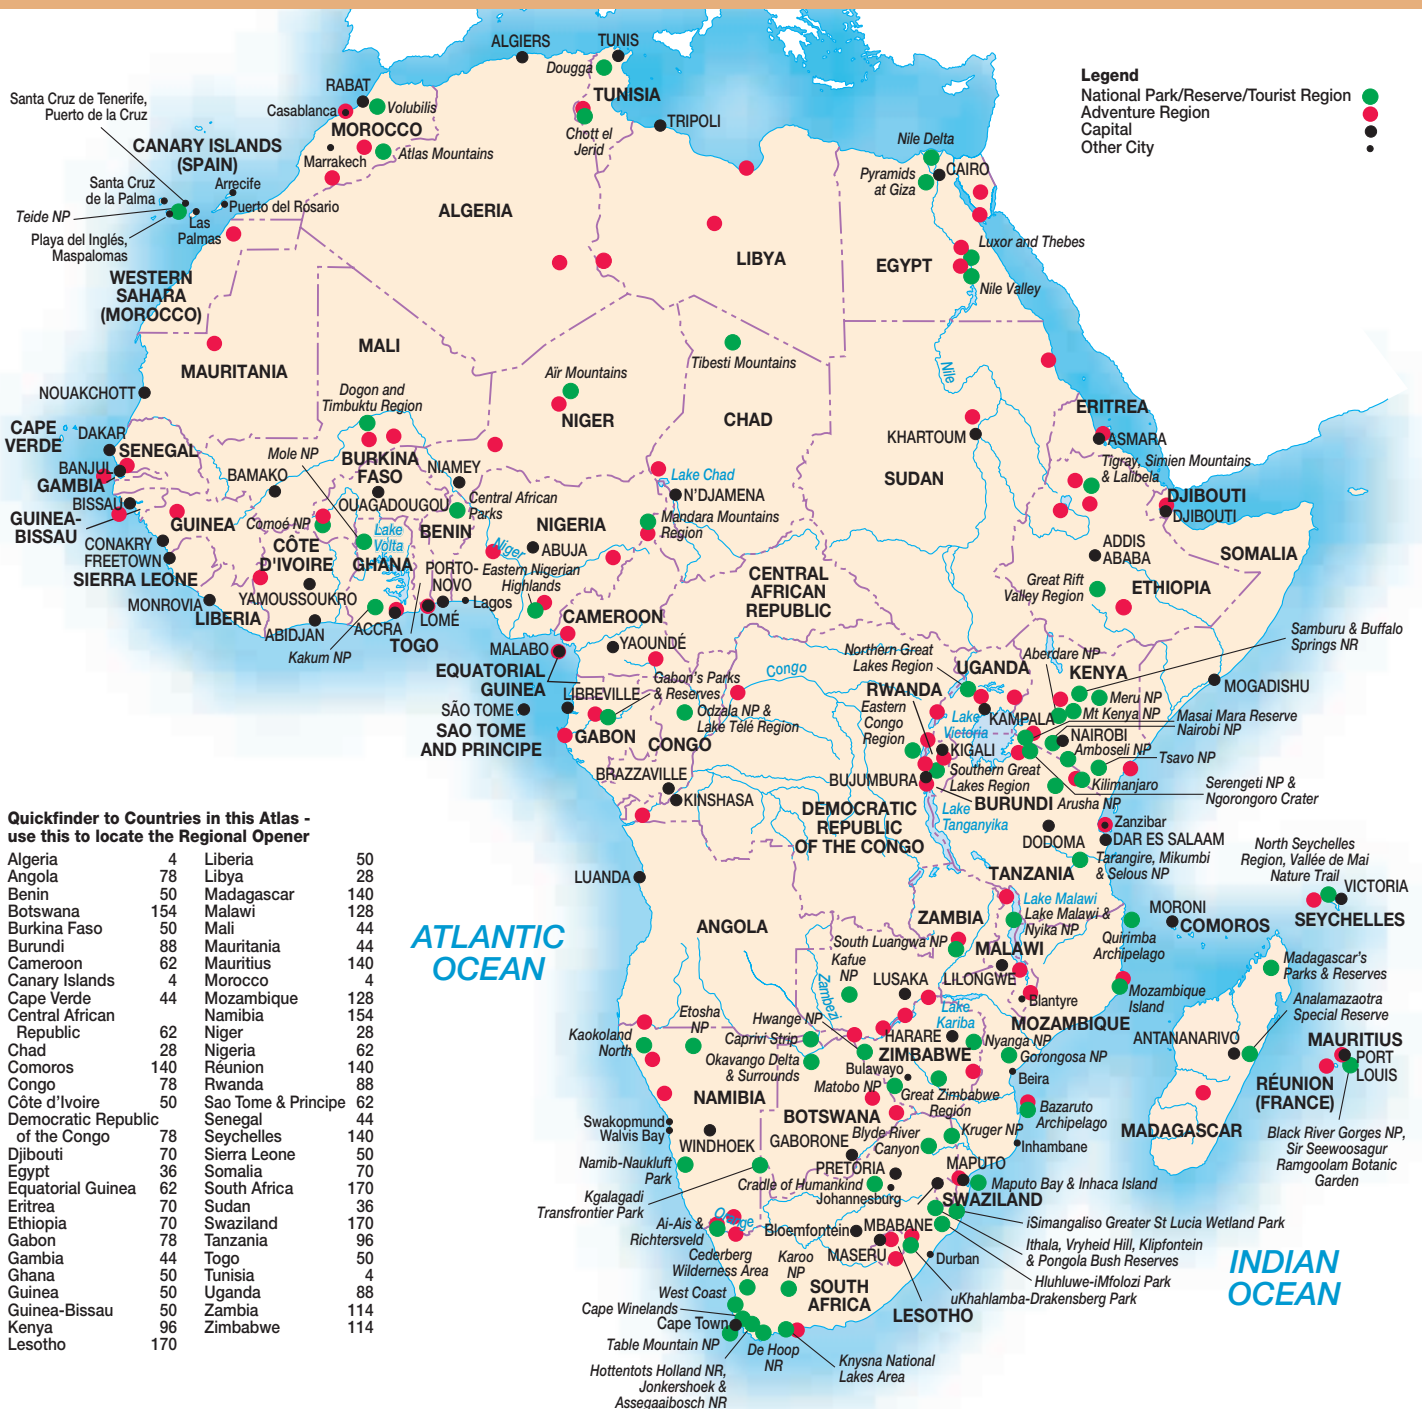 ALGIERS
TUNIS
Dougga
TUNISIA
RABAT
Casablanca
Volubilis
MOROCCO
TRIPOLI
Chott el
Jerid
Marrakech
Atlas Mountains
Santa Cruz de Tenerife,
Puerto de la Cruz
CANARY ISLANDS
(SPAIN)
Santa Cruz
de la Palma
Arrecife
Puerto del Rosario
Teide NP
Las
Palmas
Playa del Inglés,
Maspalomas
WESTERN
SAHARA
(MOROCCO)
ALGERIA
LIBYA
Nile Delta
Pyramids
at Giza
CAIRO
EGYPT
Luxor and Thebes
Nile Valley
Legend
National Park/Reserve/Tourist Region
Adventure Region
Capital
Other City
MALI
MAURITANIA
NOUAKCHOTT
Dogon and
Timbuktu Region
Aïr Mountains
NIGER
Tibesti Mountains
CHAD
Nile
KHARTOUM
SUDAN
ERITREA
ASMARA
Tigray, Simien Mountains
& Lalibela
DJIBOUTI
DJIBOUTI
CAPE
VERDE
DAKAR
SENEGAL
BANJUL
GAMBIA
BISSAU
GUINEA-
BISSAU
Mole NP
BAMAKO
BURKINA
FASO
NIAMEY
OUAGADOUGOU
Central African
Parks
BENIN
Lake Chad
N'DJAMENA
Mandara Mountains
Region
NIGERIA
GUINEA
Comoé NP
CONAKRY
FREETOWN
SIERRA LEONE
CÔTE
D'IVOIRE
Lake
Volta
GHANA
Niger
ABUJA
PORTO-
NOVO
Eastern Nigerian
Highlands
MONROVIA
LIBERIA
YAMOUSSOUKRO
ABIDJAN
ACCRA
LOMÉ
Lagos
TOGO
Kakum NP
CENTRAL
AFRICAN
REPUBLIC
ADDIS
ABABA
SOMALIA
Great Rift
Valley Region
ETHIOPIA
CAMEROON
YAOUNDÉ
MALABO
EQUATORIAL
GUINEA
LIBREVILLE
Gabon's Parks
& Reserves
SÃO TOME
SAO TOME
AND PRINCIPE
Odzala NP &
Lake Télé Region
GABON
CONGO
Congo
Northern Great
Lakes Region
UGANDA
Aberdare NP
KENYA
Samburu & Buffalo
Springs NR
MOGADISHU
RWANDA
Eastern
Congo
Region
Lake
Victoria
KAMPALA
Meru NP
Mt Kenya NP
Masai Mara Reserve
Nairobi NP
NAIROBI
Amboseli NP
Tsavo NP
KIGALI
BRAZZAVILLE
KINSHASA
BUJUMBURA
Southern Great
Lakes Region
Kilimanjaro
Serengeti NP &
Ngorongoro Crater
BURUNDI
Arusha NP
DEMOCRATIC
REPUBLIC
OF THE CONGO
Lake
Tanganyika
Zanzibar
DODOMA
DAR ES SALAAM
TANZANIA
Tarangire, Mikumbi
& Selous NP
North Seychelles
Region, Vallée de Mai
Nature Trail
VICTORIA
SEYCHELLES
LUANDA
ATLANTIC
OCEAN
ANGOLA
ZAMBIA
Lake Malawi
Lake Malawi &
Nyika NP
MORONI
COMOROS
South Luangwa NP
MALAWI
Quirimba
Archipelago
Kafue
NP
Zambezi
LUSAKA
LILONGWE
Blantyre
Mozambique
Island
Madagascar's
Parks & Reserves
Analamazaotra
Special Reserve
Etosha
NP
Hwange NP
Lake
Kariba
Kaokoland
North
Caprivi Strip
HARARE
MOZAMBIQUE
ANTANANARIVO
MAURITIUS
PORT
LOUIS
Okavango Delta
& Surrounds
ZIMBABWE
Nyanga NP
Gorongosa NP
Bulawayo
Beira
Matobo NP
Great Zimbabwe
Region
RÉUNION
(FRANCE)
NAMIBIA
BOTSWANA
Bazaruto
Archipelago
MADAGASCAR
Black River Gorges NP,
Sir Seewoosagur
Ramgoolam Botanic
Garden
Swakopmund
Walvis Bay
WINDHOEK
GABORONE
Blyde River
Canyon
Kruger NP
Inhambane
Namib-Naukluft
Park
PRETORIA
Cradle of Humankind
Johannesburg
MAPUTO
Maputo Bay & Inhaca Island
SWAZILAND
Kgalagadi
Transfrontier Park
Ai-Ais &
Richtersveld
Orange
Bloemfontein
MBABANE
MASERU
iSimangaliso Greater St Lucia Wetland Park
Ithala, Vryheid Hill, Klipfontein
& Pongola Bush Reserves
Durban
Hluhluwe-iMfolozi Park
uKhahlamba-Drakensberg Park
INDIAN
OCEAN
Cederberg
Wilderness Area
Karoo
NP
SOUTH
AFRICA
LESOTHO
West Coast
Cape Winelands
Cape Town
Table Mountain NP
De Hoop
NR
Knysna National
Lakes Area
Hottentots Holland NR,
Jonkershoek &
Assegaaibosch NR
Quickfinder to Countries in this Atlas -
use this to locate the Regional Opener
Algeria 4
Angola 78
Benin 50
Botswana 154
Burkina Faso 50
Burundi 88
Cameroon 62
Canary Islands 4
Cape Verde 44
Central African
Republic 62
Chad 28
Comoros 140
Congo 78
Côte d'Ivoire 50
Democratic Republic
of the Congo 78
Djibouti 70
Egypt 36
Equatorial Guinea 62
Eritrea 70
Ethiopia 70
Gabon 78
Gambia 44
Ghana 50
Guinea 50
Guinea-Bissau 50
Kenya 96
Lesotho 170
Liberia 50
Libya 28
Madagascar 140
Malawi 128
Mali 44
Mauritania 44
Mauritius 140
Morocco 4
Mozambique 128
Namibia 154
Niger 28
Nigeria 62
Réunion 140
Rwanda 88
Sao Tome & Principe 62
Senegal 44
Seychelles 140
Sierra Leone 50
Somalia 70
South Africa 170
Sudan 36
Swaziland 170
Tanzania 96
Togo 50
Tunisia 4
Uganda 88
Zambia 114
Zimbabwe 114